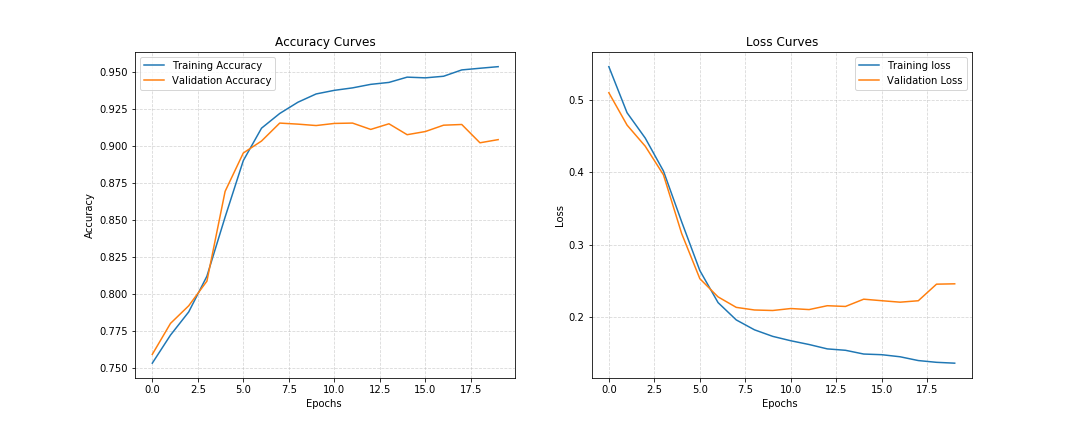 Accuracy Curves
Training Accuracy
Validation Accuracy
0.950
0.925
0.900
0.875
0.850
0.825
0.800
0.775
0.750
Accuracy
0.0 2.5 5.0 7.5 10.0 12.5 15.0 17.5
Epochs
Loss Curves
Training loss
Validation Loss
0.5
0.4
0.3
0.2
Loss
0.0 2.5 5.0 7.5 10.0 12.5 15.0 17.5
Epochs